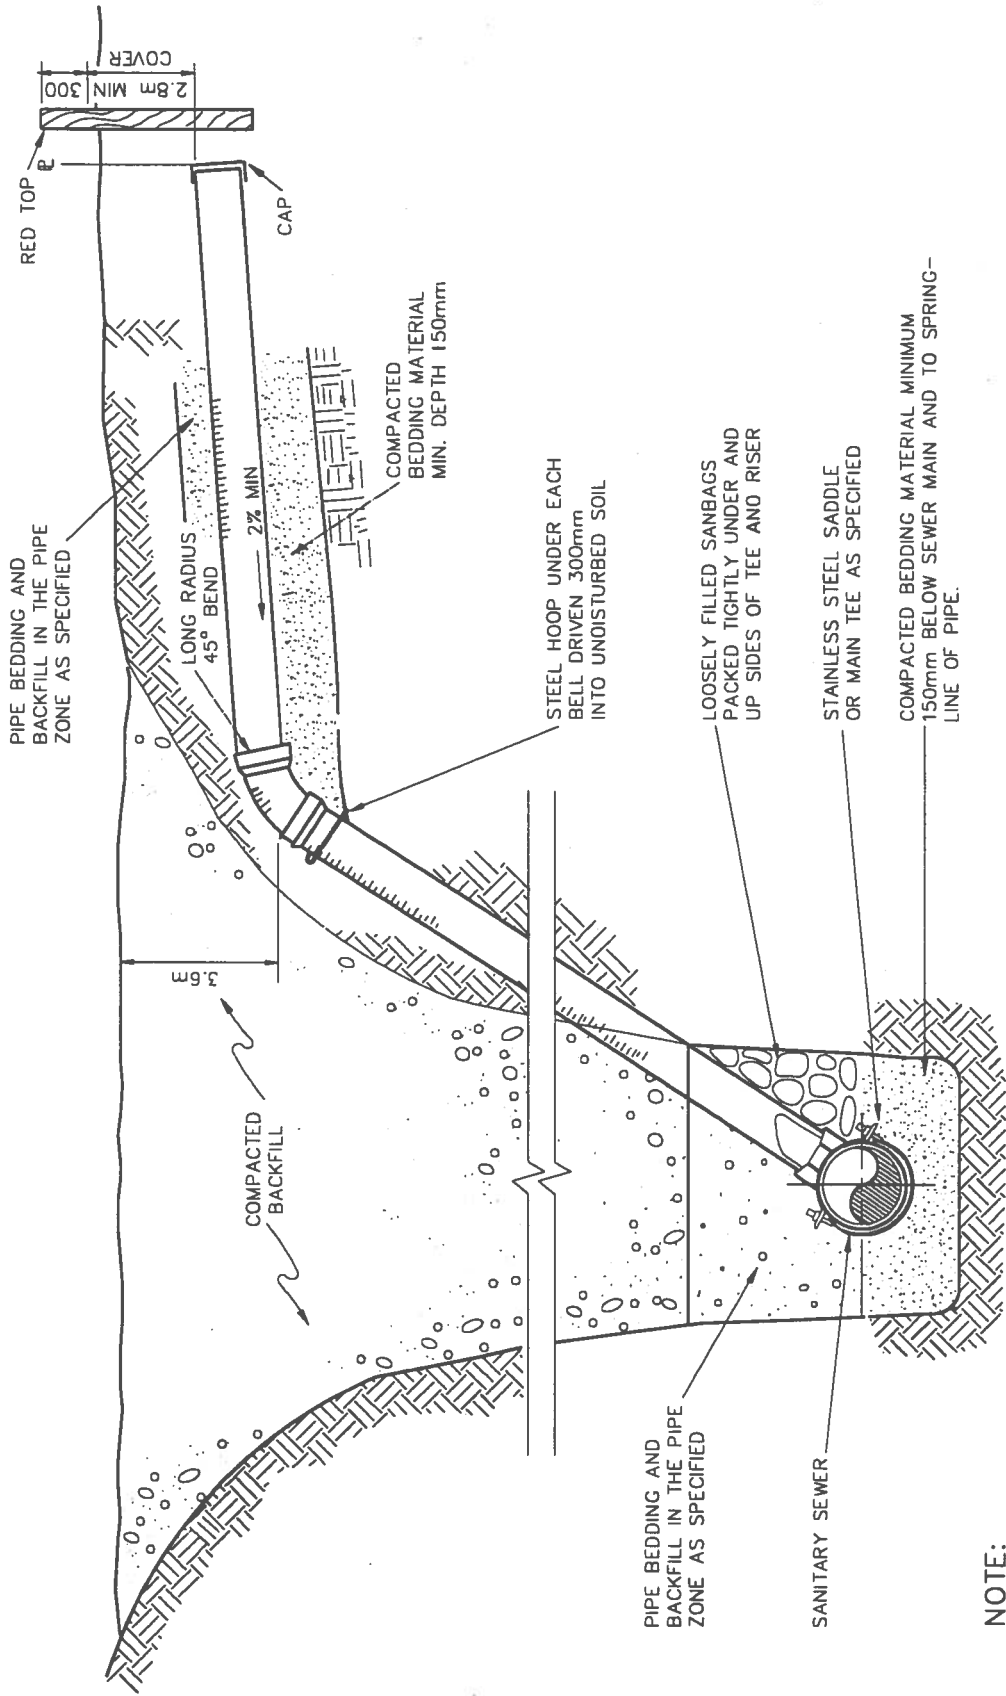 RED TOP
℄
300
2.8m MIN
COVER
CAP
PIPE BEDDING AND
BACKFILL IN THE PIPE
ZONE AS SPECIFIED
LONG RADIUS
45° BEND
2% MIN
COMPACTED
BEDDING MATERIAL
MIN. DEPTH 150mm
3.6m
COMPACTED
BACKFILL
STEEL HOOP UNDER EACH
BELL DRIVEN 300mm
INTO UNDISTURBED SOIL
LOOSELY FILLED SANBAGS
PACKED TIGHTLY UNDER AND
UP SIDES OF TEE AND RISER
STAINLESS STEEL SADDLE
OR MAIN TEE AS SPECIFIED
COMPACTED BEDDING MATERIAL MINIMUM
150mm BELOW SEWER MAIN AND TO SPRING-
LINE OF PIPE.
PIPE BEDDING AND
BACKFILL IN THE PIPE
ZONE AS SPECIFIED
SANITARY SEWER
NOTE: